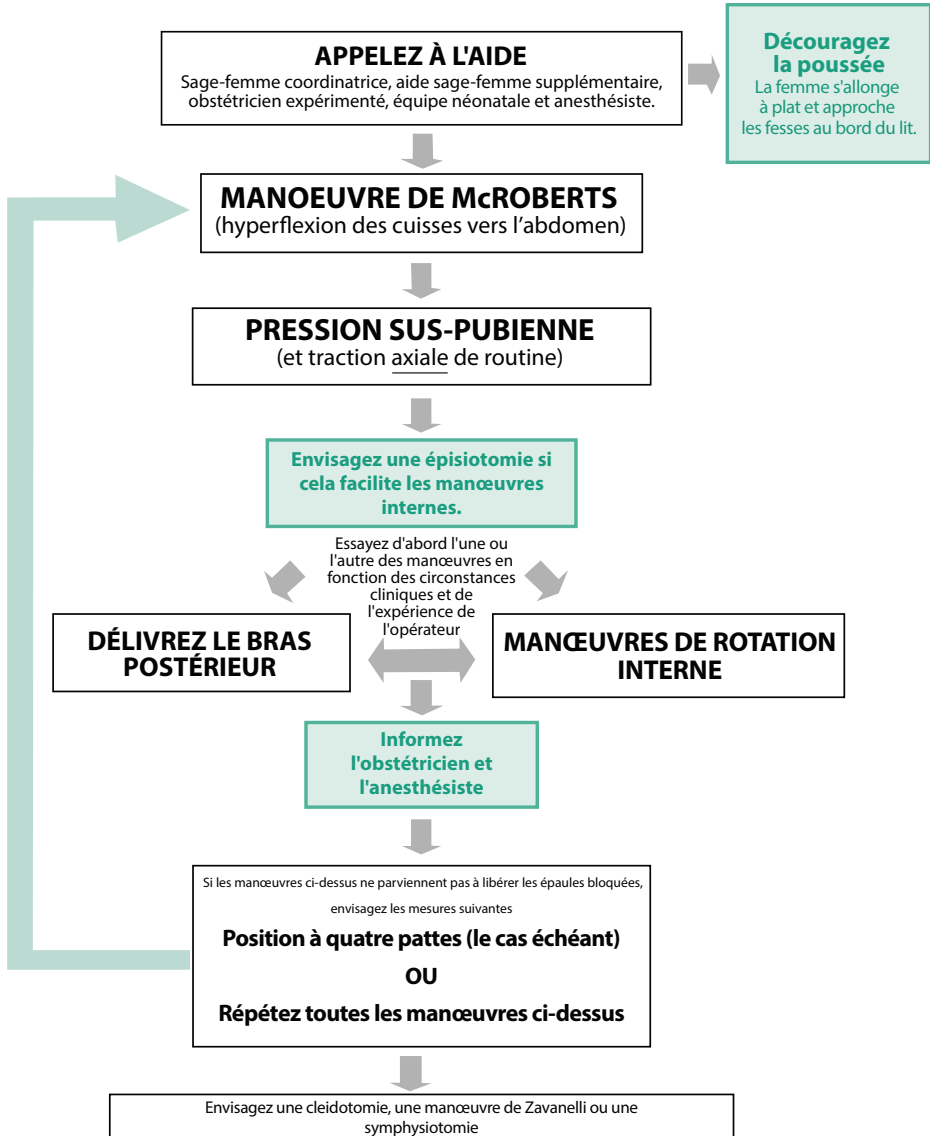 APPELEZ À L'AIDE
Sage-femme coordinatrice, aide sage-femme supplémentaire,
obstétricien expérimenté, équipe néonatale et anesthésiste.
Découragez
la poussée
La femme s'allonge
à plat et approche
les fesses au bord du lit.
MANOEUVRE DE McROBERTS
(hyperflexion des cuisses vers l’abdomen)
PRESSION SUS-PUBIENNE
(et traction axiale de routine)
Envisagez une épisiotomie si
cela facilite les manœuvres
internes.
Essayez d'abord l'une ou
l'autre des manœuvres en
fonction des circonstances
cliniques et de
l'expérience de
l'opérateur
DÉLIVREZ LE BRAS
POSTÉRIEUR
MANŒUVRES DE ROTATION
INTERNE
Informez
l'obstétricien et
l'anesthésiste
Si les manœuvres ci-dessus ne parviennent pas à libérer les épaules bloquées,
envisagez les mesures suivantes
Position à quatre pattes (le cas échéant)
OU
Répétez toutes les manœuvres ci-dessus
Envisagez une cleidotomie, une manœuvre de Zavanelli ou une
symphysiotomie